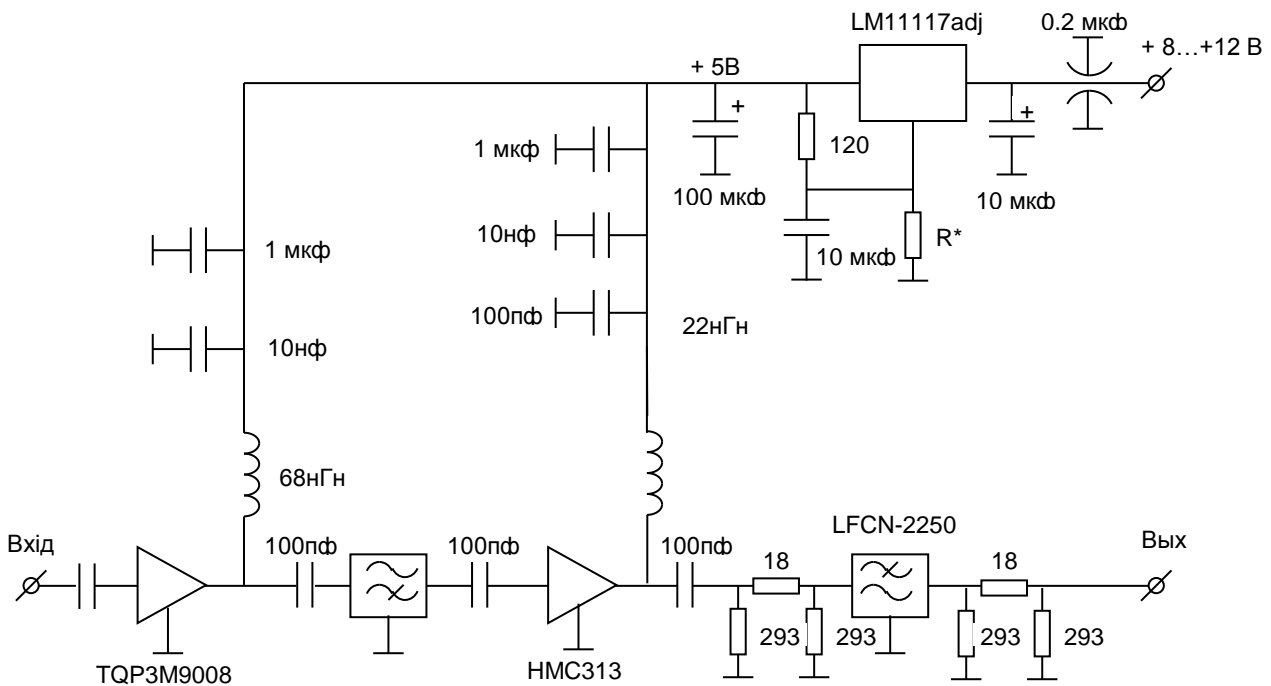 LM11117adj
0.2 мкф
+ 8…+12 В
+ 5В
+
+
120
1 мкф
100 мкф
10 мкф
10нф
R*
10 мкф
1 мкф
100пф
22нГн
10нф
68нГн
LFCN-2250
Вхід
100пф
100пф
100пф
18
18
Вых
293
293
293
293
TQP3M9008
HMC313